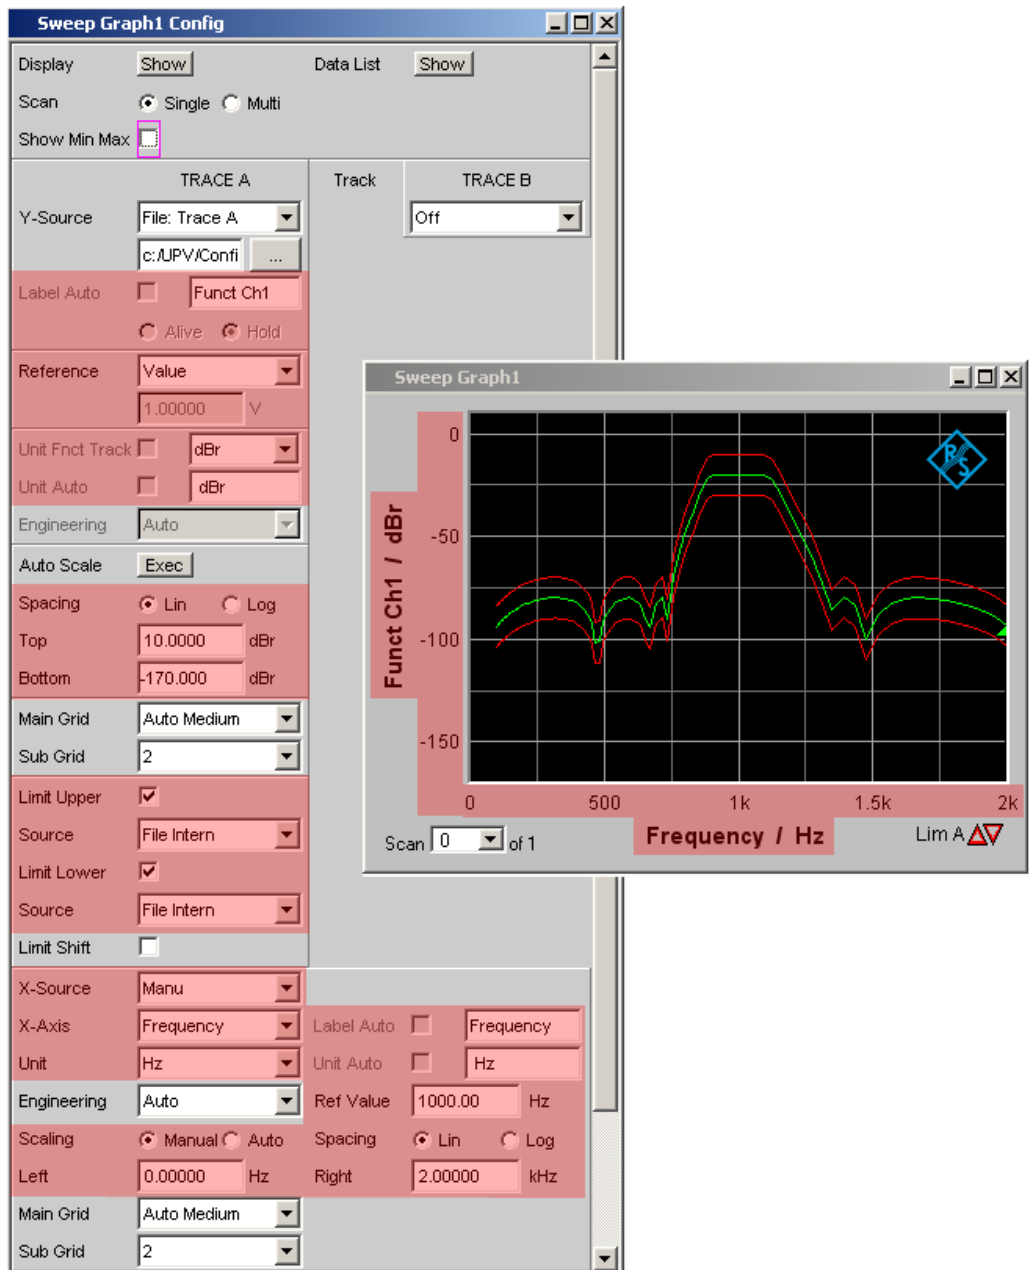 Sweep Graph1 Config
Display Show Data List Show
Scan Single Multi
Show Min Max
TRACE A Track TRACE B
Y-Source File: Trace A Off
c:/UPV/Confi ...
Label Auto Funct Ch1
Alive Hold
Reference Value
1.00000 V
Unit Fnct Track dBr
Unit Auto dBr
Engineering Auto
Auto Scale Exec
Spacing Lin Log
Top 10.0000 dBr
Bottom -170.000 dBr
Main Grid Auto Medium
Sub Grid 2
Limit Upper
Source File Intern
Limit Lower
Source File Intern
Limit Shift
X-Source Manu
X-Axis Frequency Label Auto Frequency
Unit Hz Unit Auto Hz
Engineering Auto Ref Value 1000.00 Hz
Scaling Manual Auto Spacing Lin Log
Left 0.00000 Hz Right 2.00000 kHz
Main Grid Auto Medium
Sub Grid 2
Sweep Graph1
R S
Funct Ch1 / dBr
0
-50
-100
-150
0 500 1k 1.5k 2k
Scan 0 of 1
Frequency / Hz
Lim A